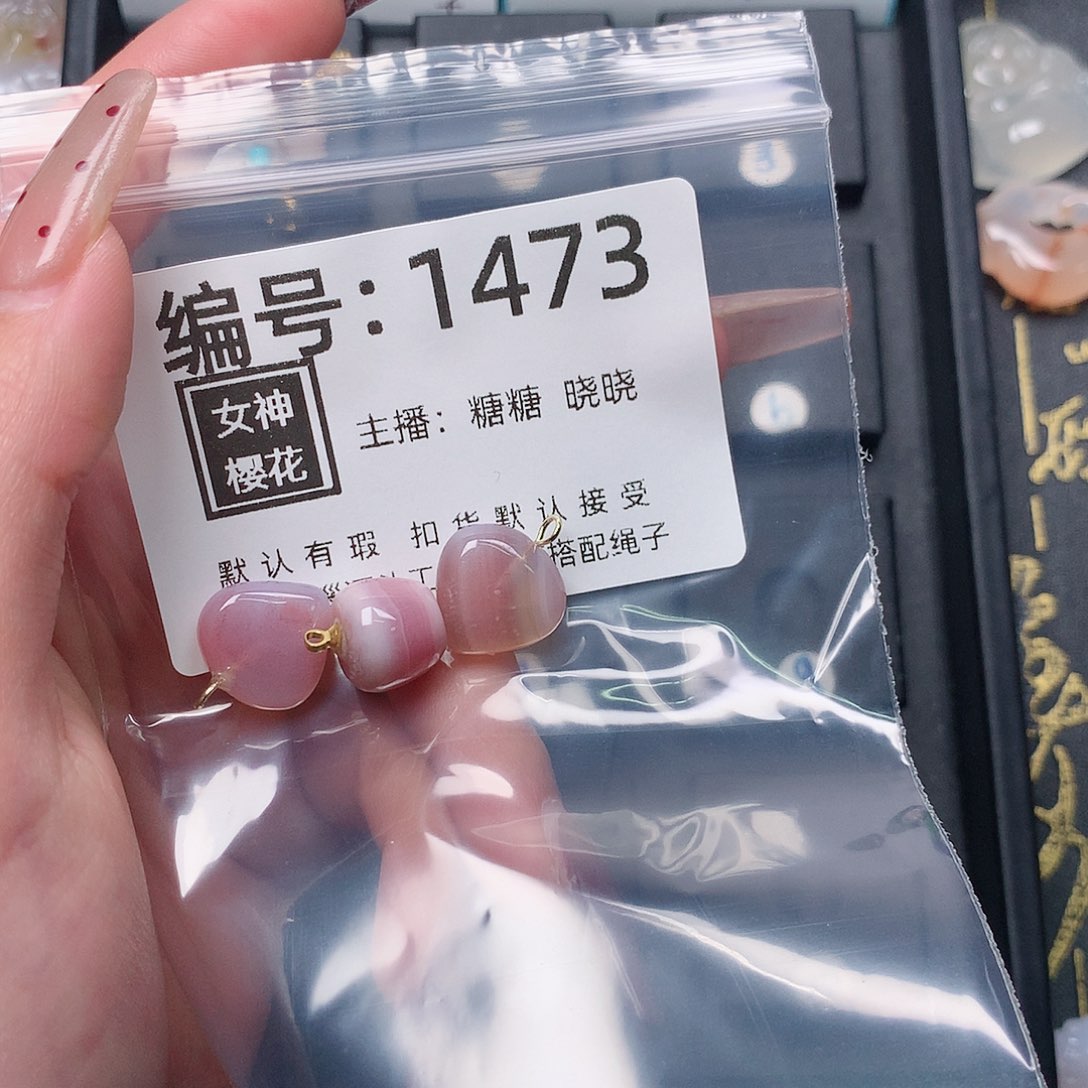 编号：1473
女神
樱花
主播：糖糖 晓晓
默认有瑕 扣货默认接受
搭配绳子